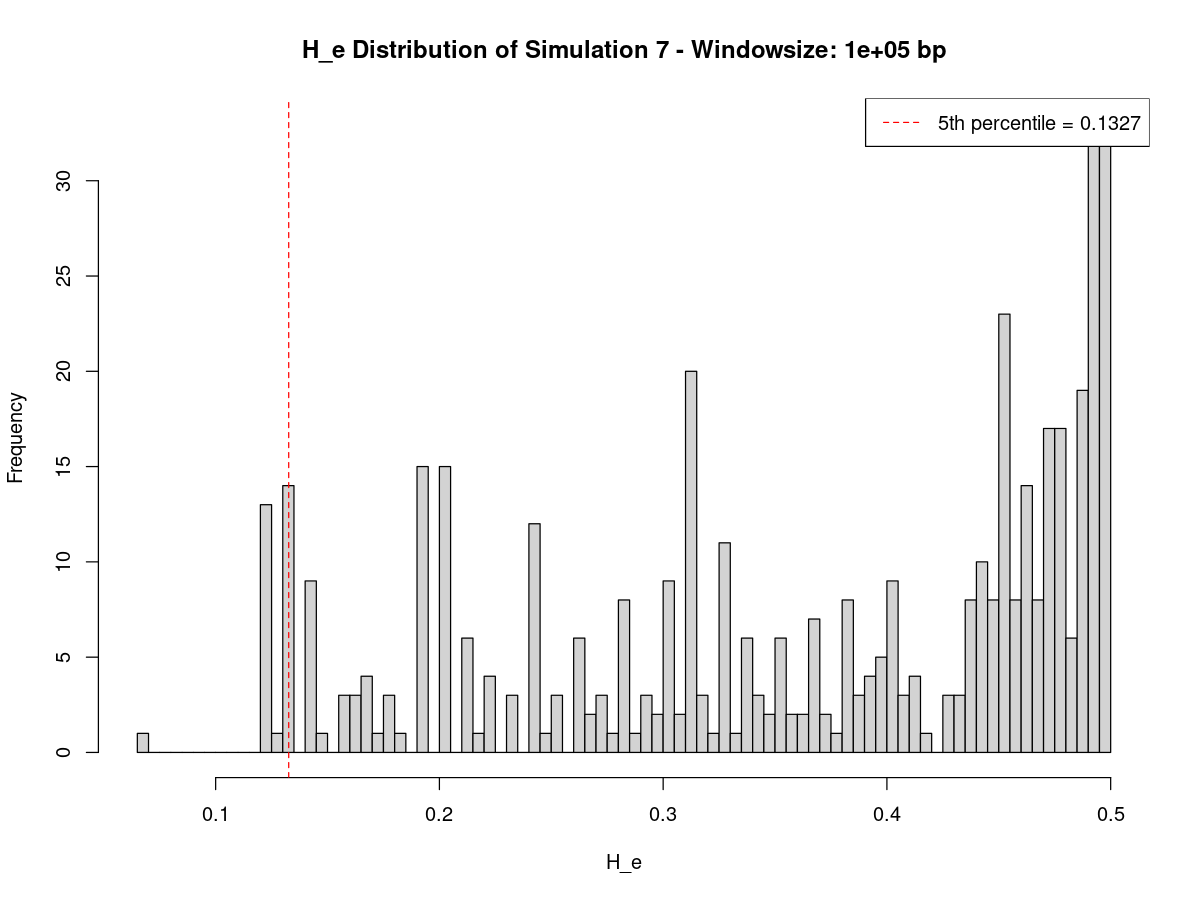 H_e Distribution of Simulation 7 - Windowsize: 1e+05 bp
5th percentile = 0.1327
30
25
20
15
10
5
0
Frequency
0.1 0.2 0.3 0.4 0.5
H_e